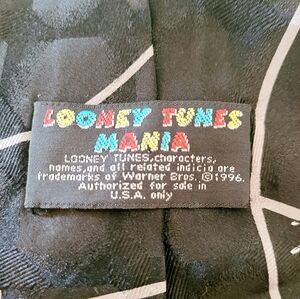 LOONEY TUNES
MANIA
LOONEY TUNES, characters,
names, and all related indicia are
trademarks of Warner Bros. ©1996.
Authorized for sale in
U.S.A. only